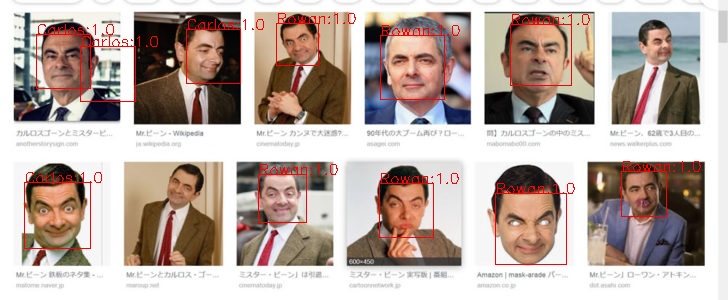 Carlos:1.0
Carlos:1.0
Carlos:1.0
Rowan:1.0
Rowan:1.0
Rowan:1.0
カルロスゴーンとミスタービ...
anotherstorysign.com
Mr.ビーン - Wikipedia
ja.wikipedia.org
Mr.ビーン カンヌで大迷惑?...
cinematoday.jp
90年代の大ブーム再び?ロー...
asagei.com
問】カルロスゴーンの中のミス...
mabomabo00.com
Mr.ビーン、62歳で3人目の...
news.walkerplus.com
Carlos:1.0
Rowan:1.0
Rowan:1.0
Rowan:1.0
Rowan:1.0
600×450
Mr.ビーン 鉄板のネタ集 - ...
matome.naver.jp
Mr.ビーンとカルロス・ゴー...
maroup.net
ミスター・ビーン」は引退...
cinematoday.jp
ミスター・ビーン 実写版 | 番組...
cartoonnetwork.jp
Amazon | mask-arade パー...
amazon.co.jp
Mr.ビーン」ローワン・アトキン...
dot.asahi.com